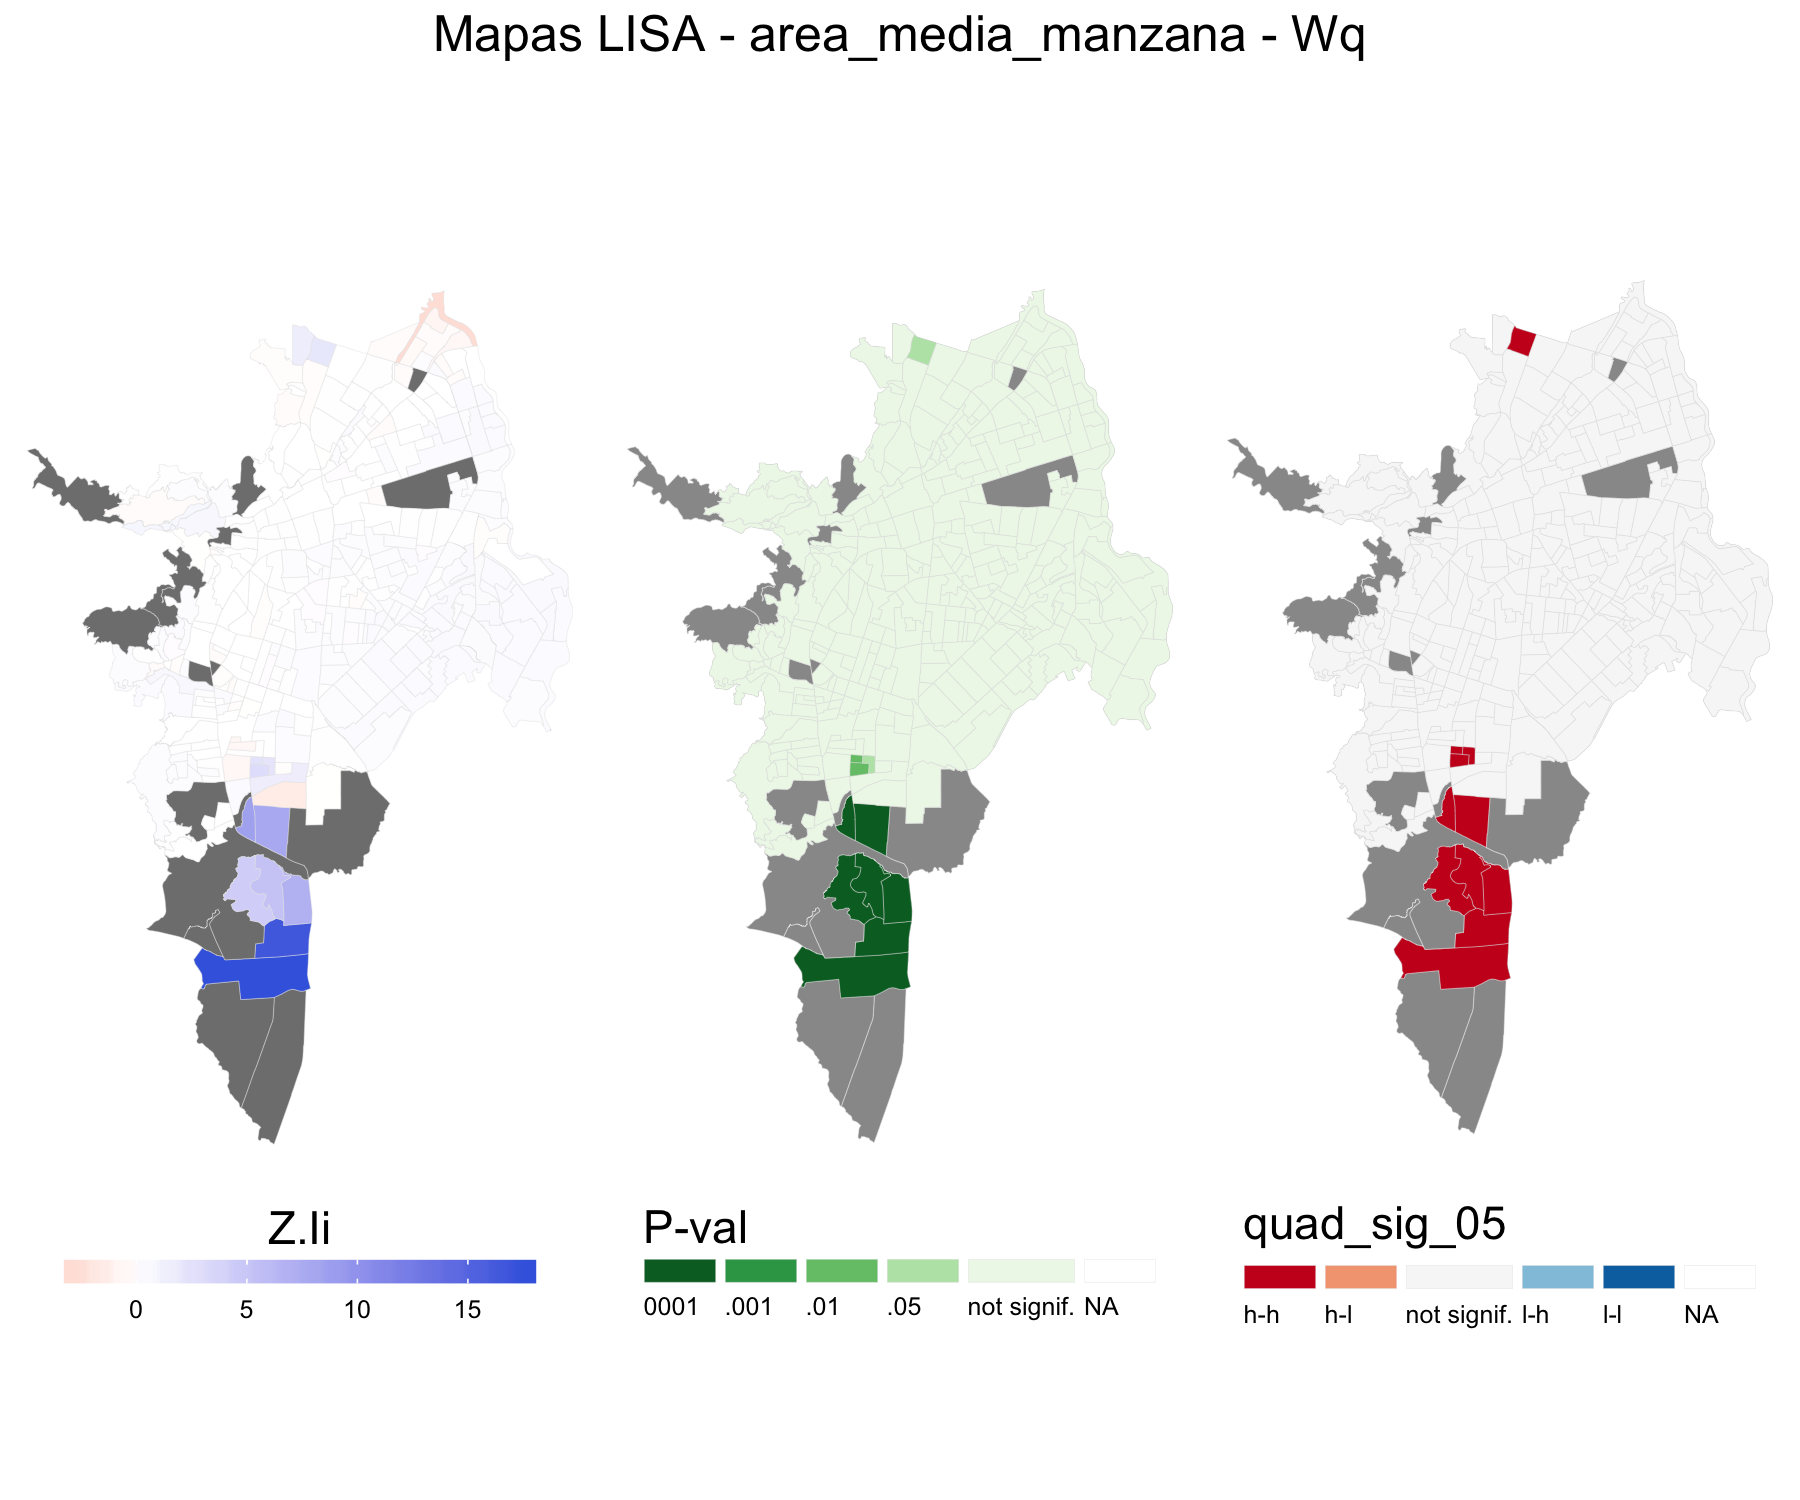 Mapas LISA - area_media_manzana - Wq
Z.Ii
0 5 10 15
P-val
0001 .001 .01 .05 not signif. NA
quad_sig_05
h-h h-l not signif. l-h l-l NA